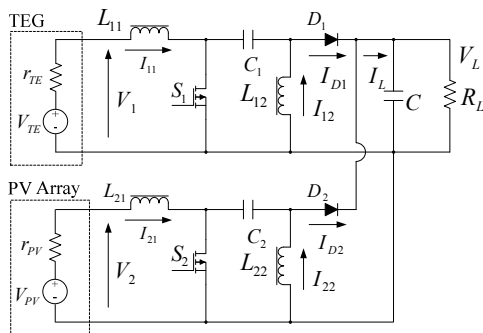 TEG
L11
I11
rTE
VTE
V1
S1
C1
L12
I12
D1
ID1
IL
C
VL
RL
PV Array
L21
I21
rPV
VPV
V2
S2
C2
L22
I22
D2
ID2